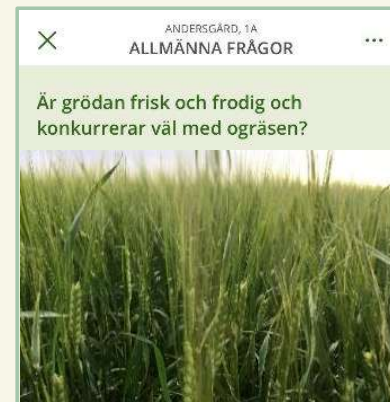 ANDERSGÅRD, 1A
ALLMÄNNA FRÅGOR
Är grödan frisk och frodig och
konkurrerar väl med ogräsen?